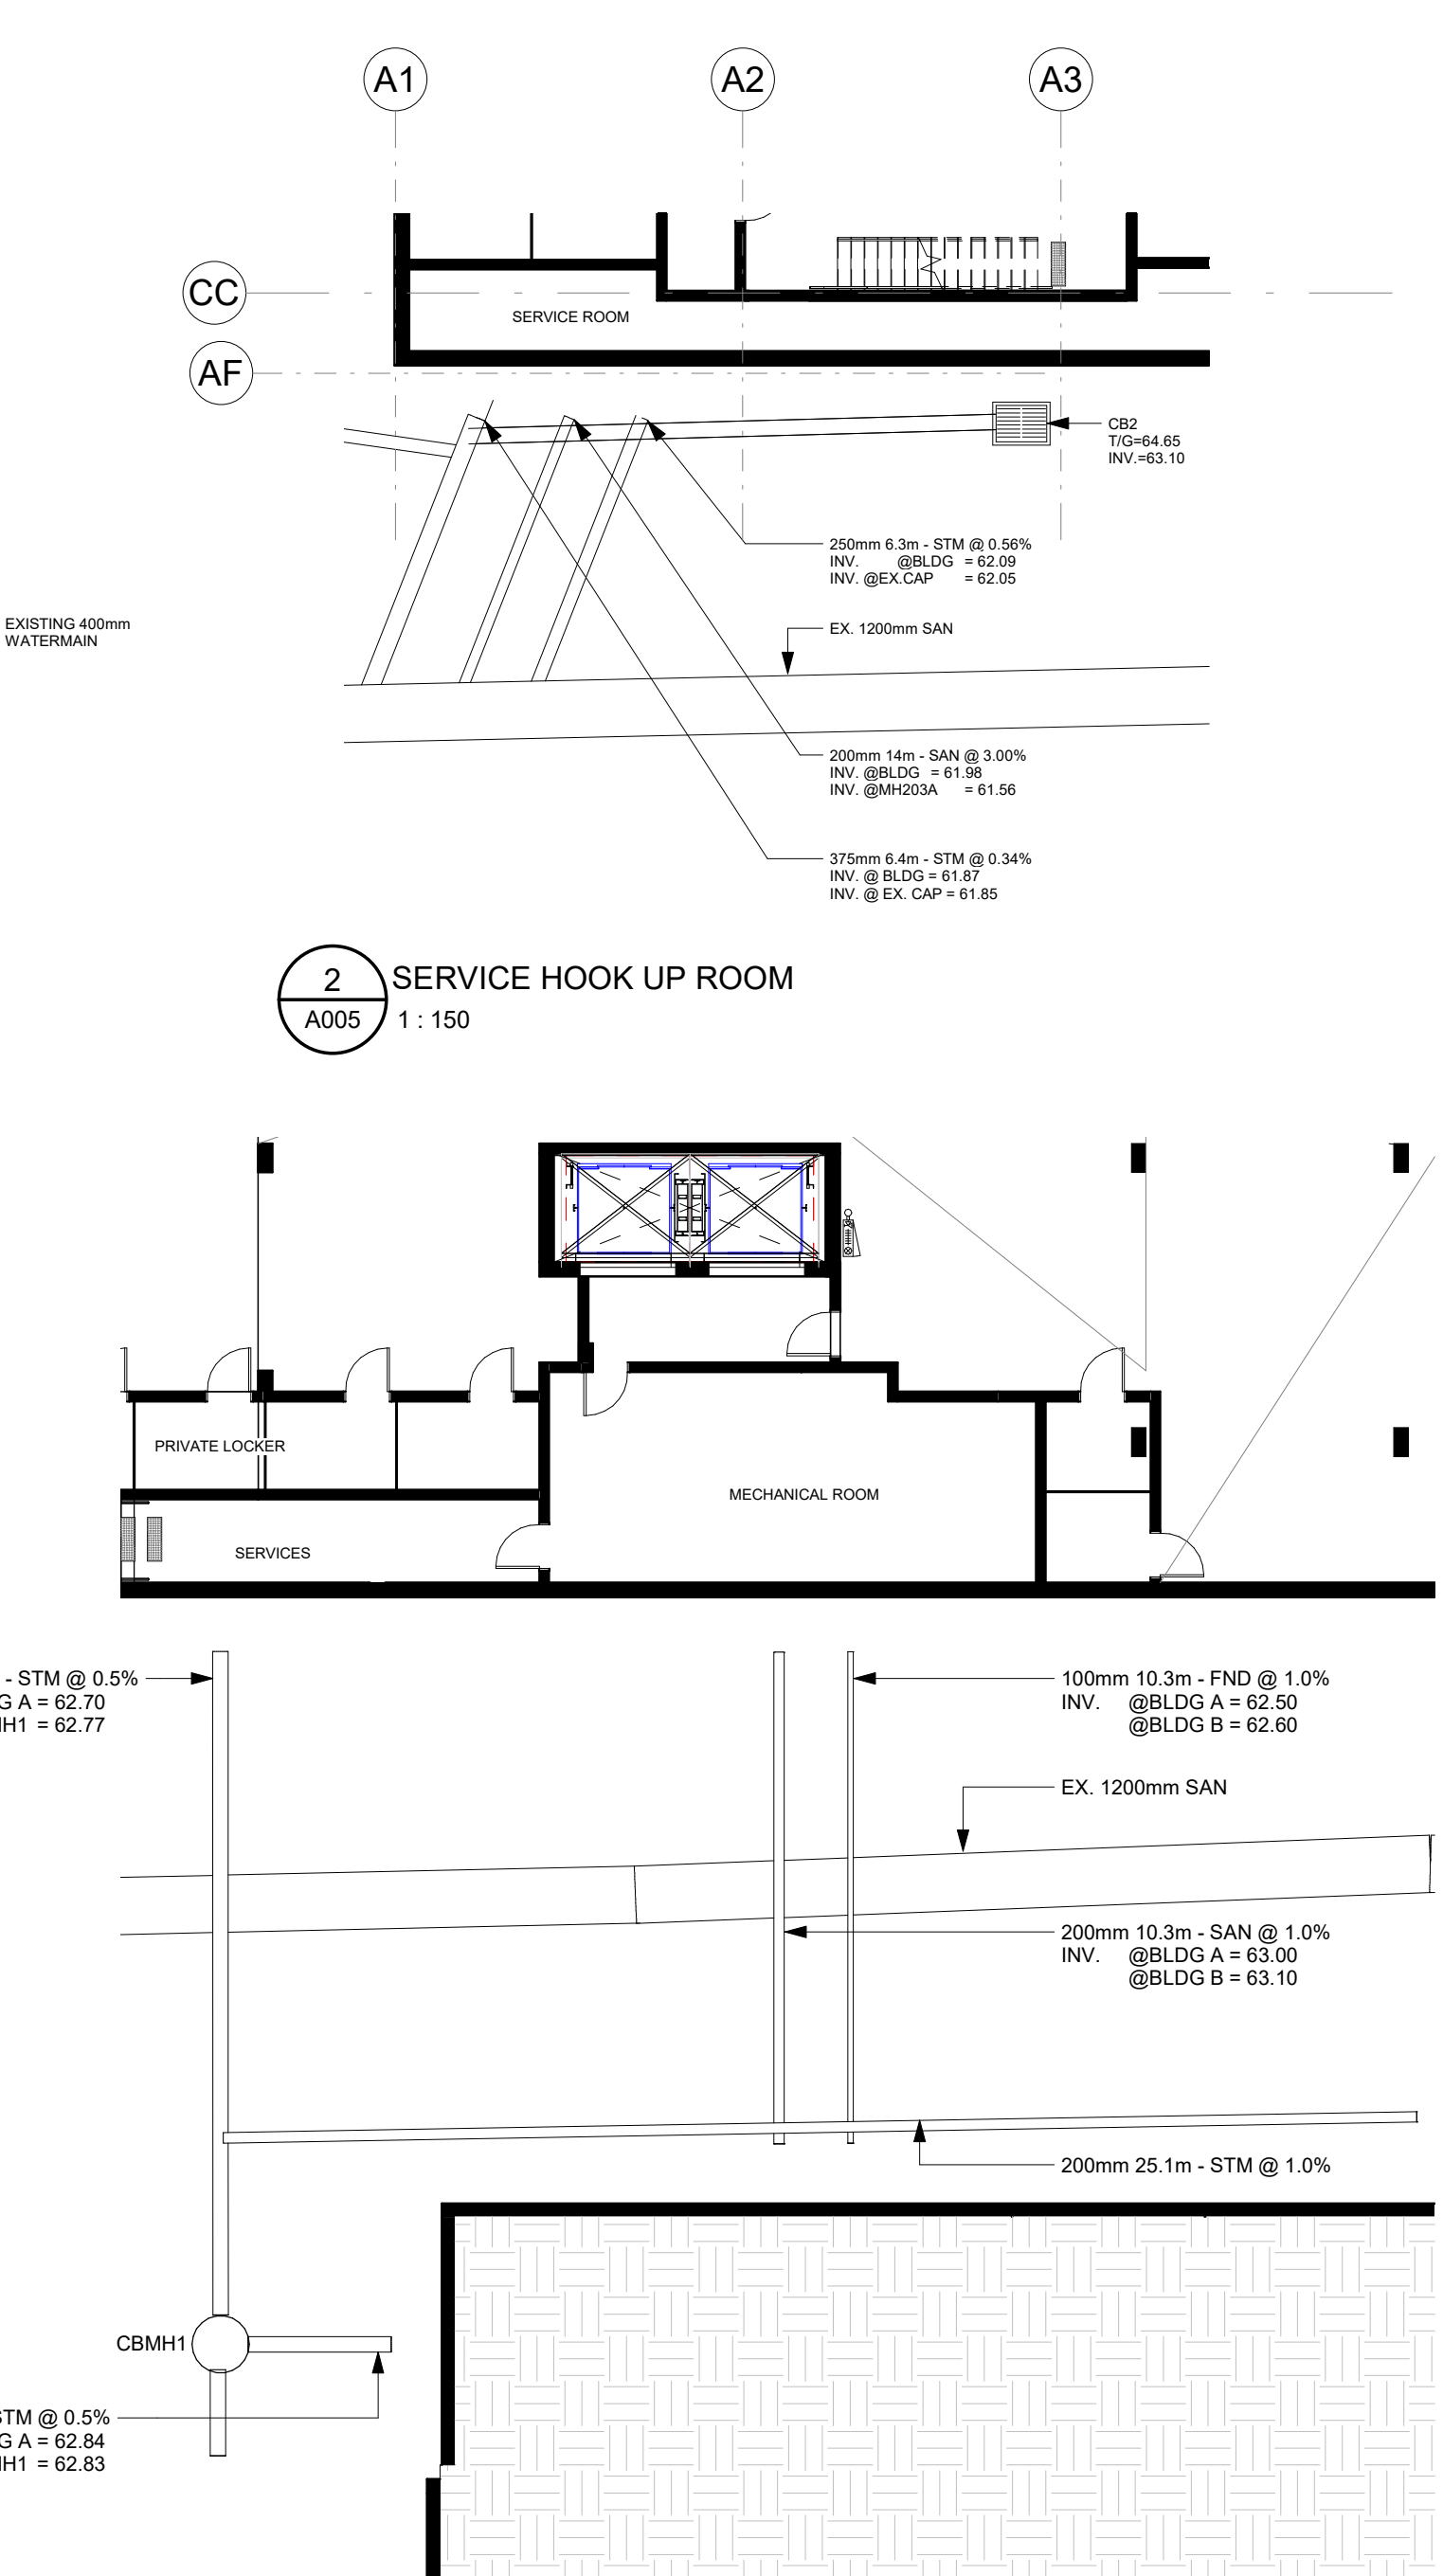 A1
A2
A3
CC
SERVICE ROOM
AF
CB2
T/G=64.65
INV.=63.10
250mm 6.3m - STM @ 0.56%
INV. @BLDG = 62.09
INV. @EX.CAP = 62.05
EXISTING 400mm
WATERMAIN
EX. 1200mm SAN
200mm 14m - SAN @ 3.00%
INV. @BLDG = 61.98
INV. @MH203A = 61.56
375mm 6.4m - STM @ 0.34%
INV. @ BLDG = 61.87
INV. @ EX. CAP = 61.85
2
A005
SERVICE HOOK UP ROOM
1 : 150
PRIVATE LOCKER
MECHANICAL ROOM
SERVICES
- STM @ 0.5%
G A = 62.70
MH1 = 62.77
100mm 10.3m - FND @ 1.0%
INV. @BLDG A = 62.50
@BLDG B = 62.60
EX. 1200mm SAN
200mm 10.3m - SAN @ 1.0%
INV. @BLDG A = 63.00
@BLDG B = 63.10
200mm 25.1m - STM @ 1.0%
CBMH1
STM @ 0.5%
G A = 62.84
MH1 = 62.83